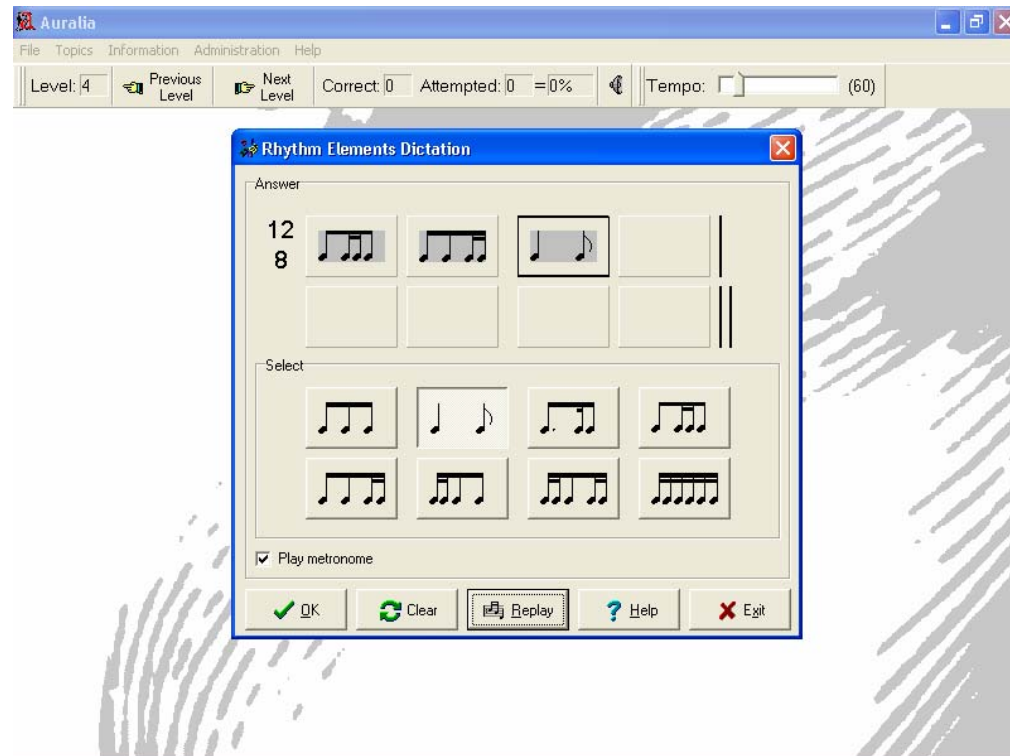 Auralia
File Topics Information Administration Help
Level: 4 Previous Level Next Level Correct: 0 Attempted: 0 = 0% Tempo: (60)
Rhythm Elements Dictation
Answer
12
8
Select
Play metronome
OK Clear Replay Help Exit